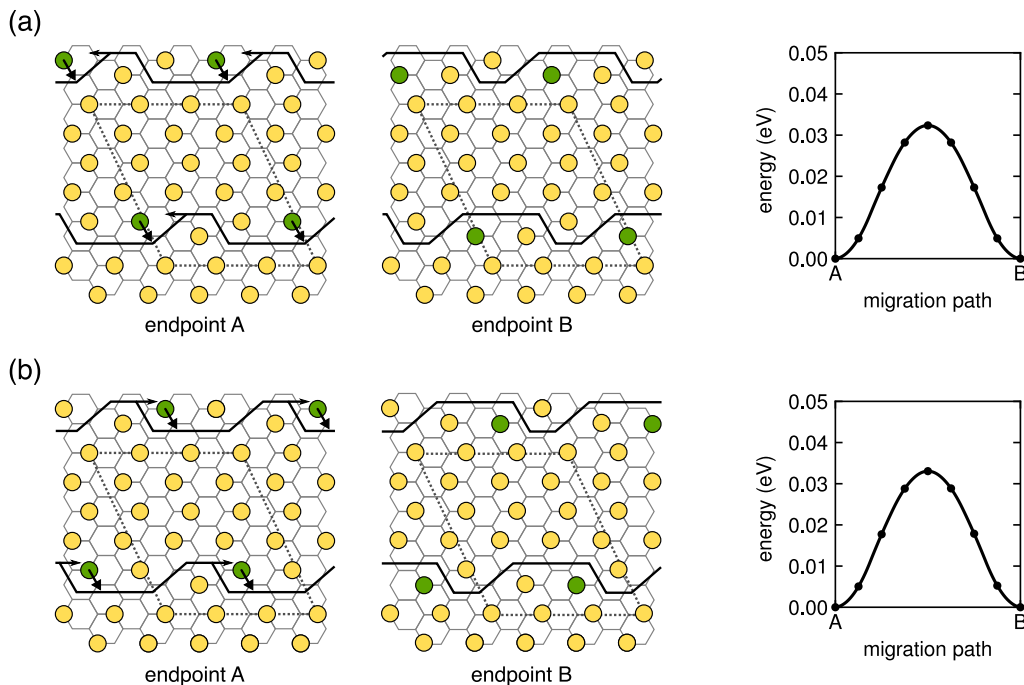 (a)
endpoint A
endpoint B
energy (eV)
0.05
0.04
0.03
0.02
0.01
0.00
A
B
migration path
(b)
endpoint A
endpoint B
energy (eV)
0.05
0.04
0.03
0.02
0.01
0.00
A
B
migration path